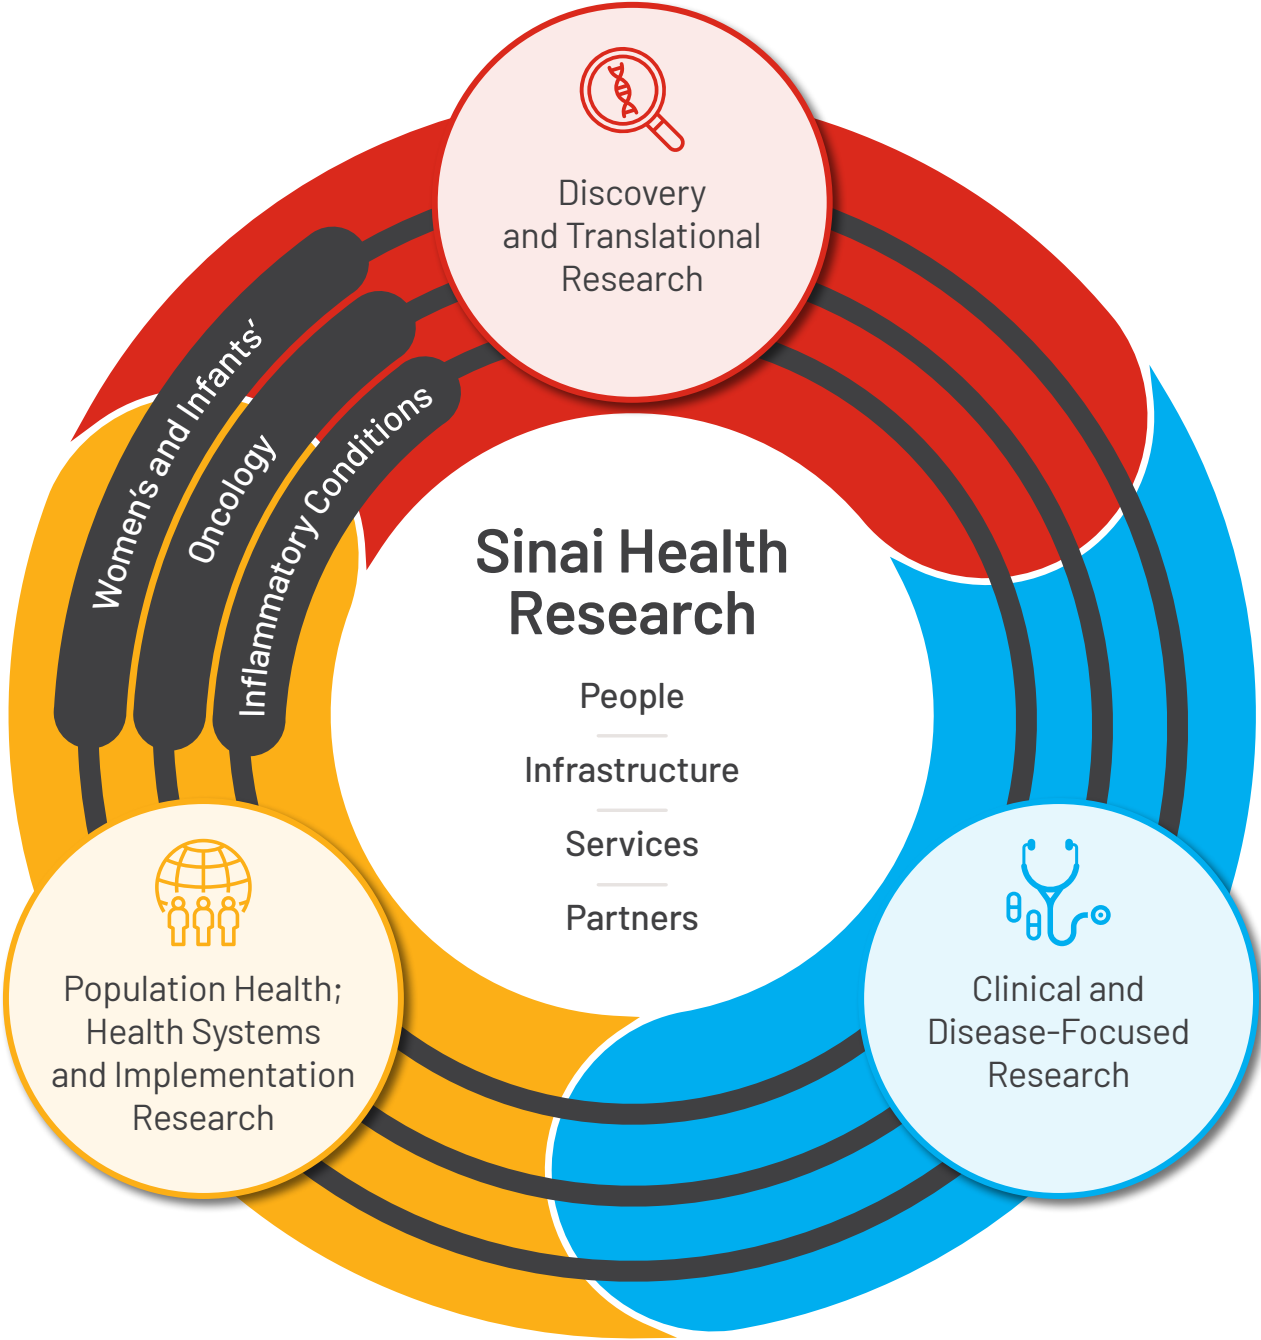 Discovery
and Translational
Research
Women's and Infants'
Oncology
Inflammatory Conditions
Sinai Health
Research
People
Infrastructure
Services
Partners
Population Health;
Health Systems
and Implementation
Research
Clinical and
Disease-Focused
Research